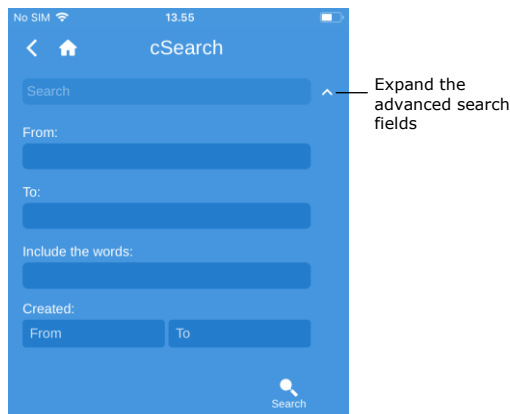 No SIM 13.55
cSearch
Search
Expand the
advanced search
fields
From:
To:
Include the words:
Created:
From To
Search